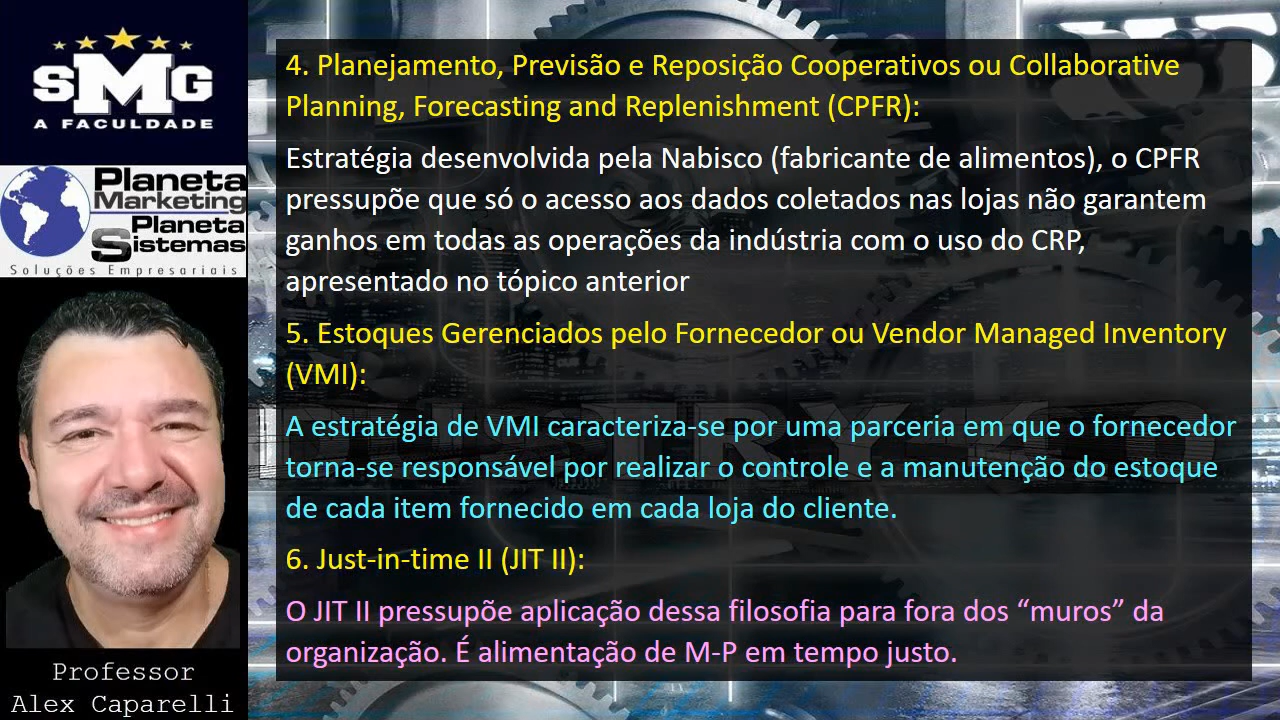 SMG
A FACULDADE
Planeta
Marketing
Planeta
Sistemas
Soluções Empresariais
Professor
Alex Caparelli
4. Planejamento, Previsão e Reposição Cooperativos ou Collaborative
Planning, Forecasting and Replenishment (CPFR):
Estratégia desenvolvida pela Nabisco (fabricante de alimentos), o CPFR
pressupõe que só o acesso aos dados coletados nas lojas não garantem
ganhos em todas as operações da indústria com o uso do CRP,
apresentado no tópico anterior
5. Estoques Gerenciados pelo Fornecedor ou Vendor Managed Inventory
(VMI):
A estratégia de VMI caracteriza-se por uma parceria em que o fornecedor
torna-se responsável por realizar o controle e a manutenção do estoque
de cada item fornecido em cada loja do cliente.
6. Just-in-time II (JIT II):
O JIT II pressupõe aplicação dessa filosofia para fora dos “muros” da
organização. É alimentação de M-P em tempo justo.